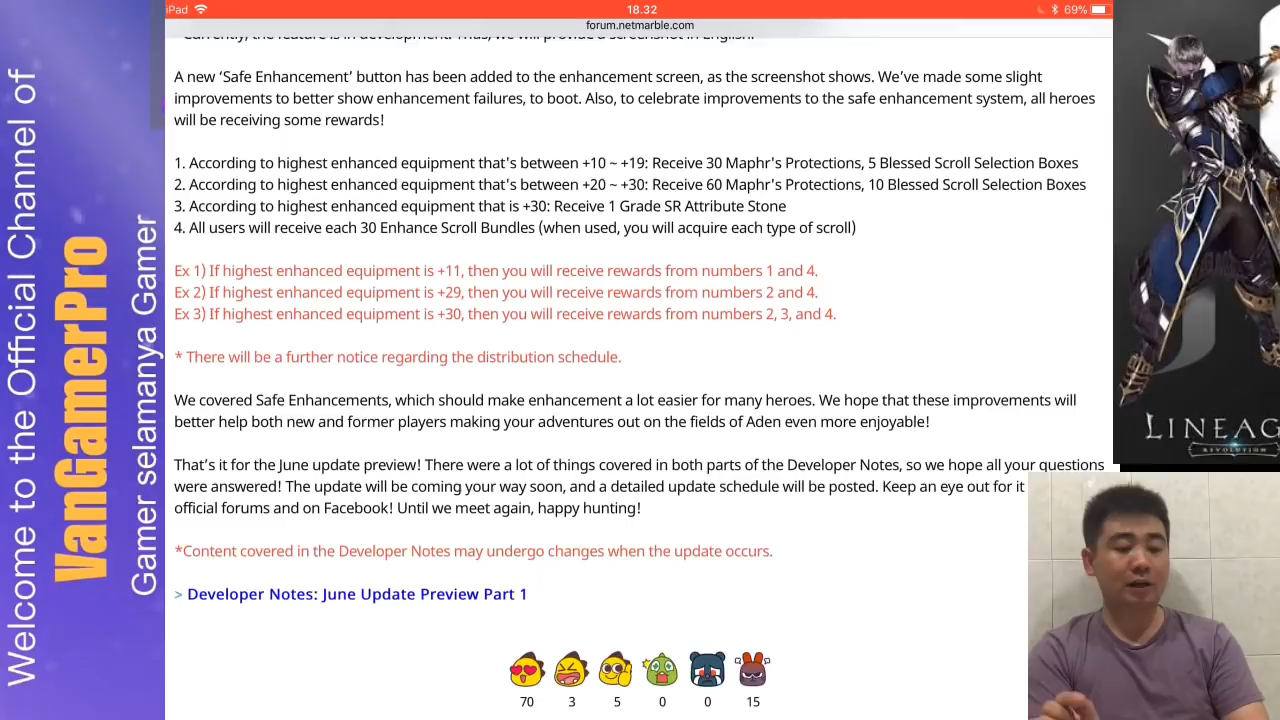 iPad
18.32
69%
forum.netmarble.com
Currently, the feature is in development. Thus, we will provide a screenshot in English.
A new ‘Safe Enhancement’ button has been added to the enhancement screen, as the screenshot shows. We’ve made some slight
improvements to better show enhancement failures, to boot. Also, to celebrate improvements to the safe enhancement system, all heroes
will be receiving some rewards!
1. According to highest enhanced equipment that's between +10 ~ +19: Receive 30 Maphr's Protections, 5 Blessed Scroll Selection Boxes
2. According to highest enhanced equipment that's between +20 ~ +30: Receive 60 Maphr's Protections, 10 Blessed Scroll Selection Boxes
3. According to highest enhanced equipment that is +30: Receive 1 Grade SR Attribute Stone
4. All users will receive each 30 Enhance Scroll Bundles (when used, you will acquire each type of scroll)
Ex 1) If highest enhanced equipment is +11, then you will receive rewards from numbers 1 and 4.
Ex 2) If highest enhanced equipment is +29, then you will receive rewards from numbers 2 and 4.
Ex 3) If highest enhanced equipment is +30, then you will receive rewards from numbers 2, 3, and 4.
* There will be a further notice regarding the distribution schedule.
We covered Safe Enhancements, which should make enhancement a lot easier for many heroes. We hope that these improvements will
better help both new and former players making your adventures out on the fields of Aden even more enjoyable!
That’s it for the June update preview! There were a lot of things covered in both parts of the Developer Notes, so we hope all your questions
were answered! The update will be coming your way soon, and a detailed update schedule will be posted. Keep an eye out for it
official forums and on Facebook! Until we meet again, happy hunting!
*Content covered in the Developer Notes may undergo changes when the update occurs.
> Developer Notes: June Update Preview Part 1
70 3 5 0 0 15
Welcome to the Official Channel of
VanGamerPro
Gamer selamanya Gamer
LINEAG
REVOLUTION